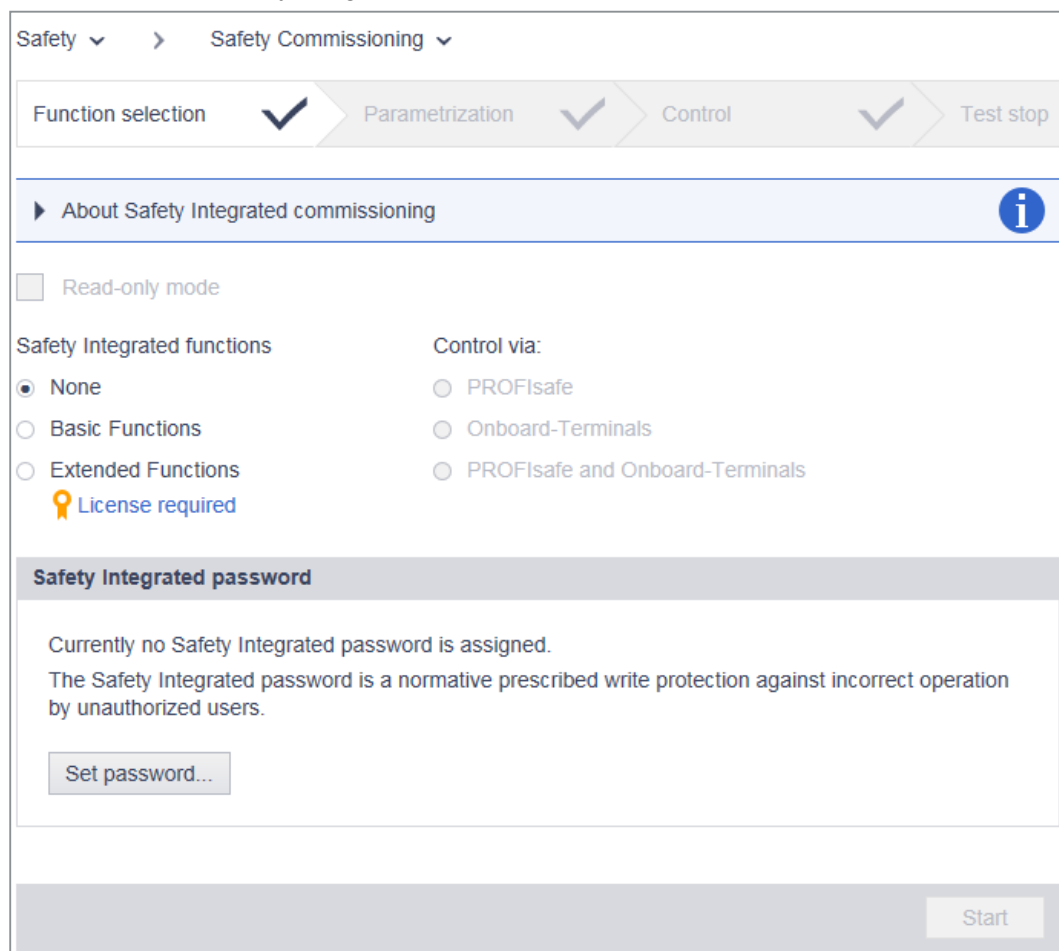 Safety > Safety Commissioning
Function selection Parametrization Control Test stop
About Safety Integrated commissioning
Read-only mode
Safety Integrated functions Control via:
None PROFIsafe
Basic Functions Onboard-Terminals
Extended Functions PROFIsafe and Onboard-Terminals
License required
Safety Integrated password
Currently no Safety Integrated password is assigned.
The Safety Integrated password is a normative prescribed write protection against incorrect operation
by unauthorized users.
Set password...
Start